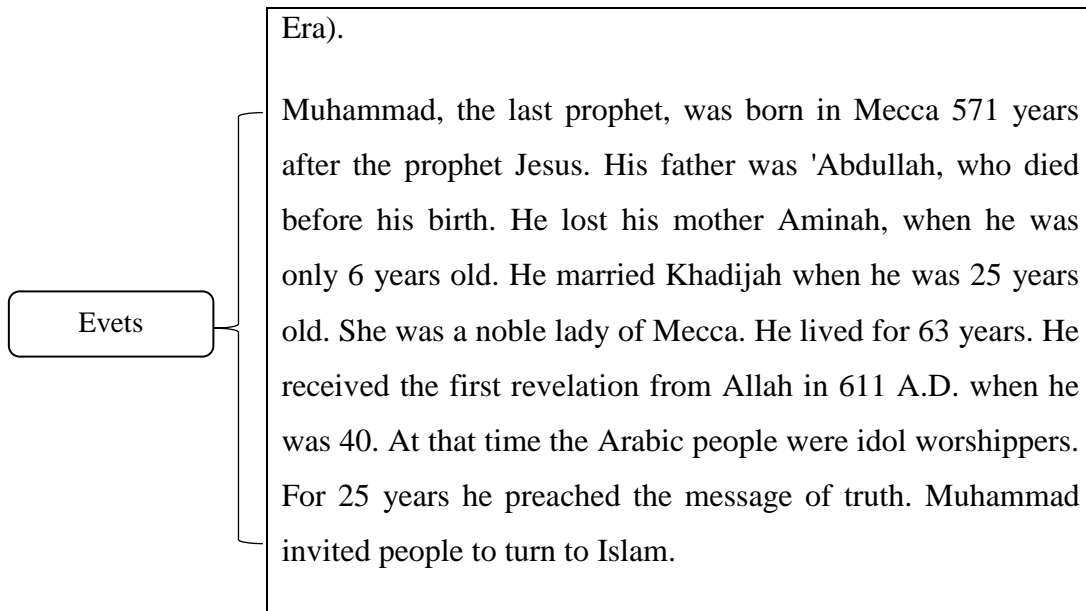 Era).
Muhammad, the last prophet, was born in Mecca 571 years
after the prophet Jesus. His father was 'Abdullah, who died
before his birth. He lost his mother Aminah, when he was
only 6 years old. He married Khadijah when he was 25 years
old. She was a noble lady of Mecca. He lived for 63 years. He
received the first revelation from Allah in 611 A.D. when he
was 40. At that time the Arabic people were idol worshippers.
For 25 years he preached the message of truth. Muhammad
invited people to turn to Islam.
Evets